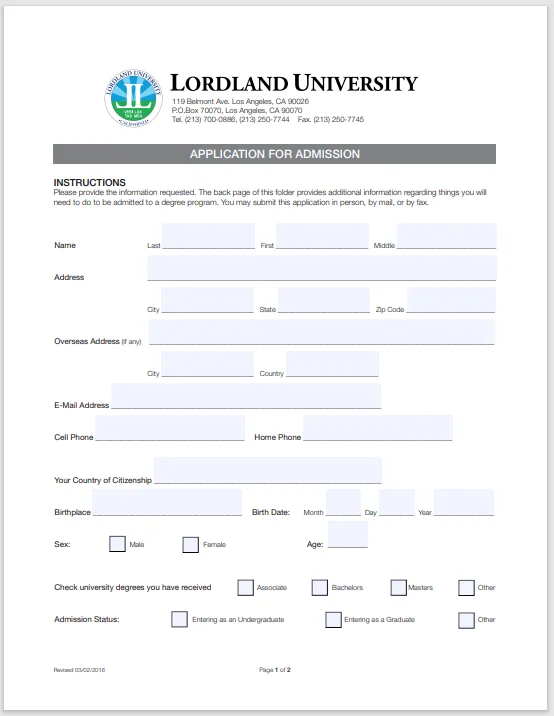 LORDLAND UNIVERSITY
CALIFORNIA
LORDLAND UNIVERSITY
119 Belmont Ave. Los Angeles, CA 90026
P.O.Box 70070, Los Angeles, CA 90070
Tel. (213) 700-0886, (213) 250-7744 Fax. (213) 250-7745
APPLICATION FOR ADMISSION
INSTRUCTIONS
Please provide the information requested. The back page of this folder provides additional information regarding things you will
need to do to be admitted to a degree program. You may submit this application in person, by mail, or by fax.
Name Last First Middle
Address
City State Zip Code
Overseas Address (if any)
City Country
E-Mail Address
Cell Phone Home Phone
Your Country of Citizenship
Birthplace Birth Date: Month Day Year
Sex: Male Female Age:
Check university degrees you have received Associate Bachelors Masters Other
Admission Status: Entering as an Undergraduate Entering as a Graduate Other
Revised 03/02/2016 Page 1 of 2